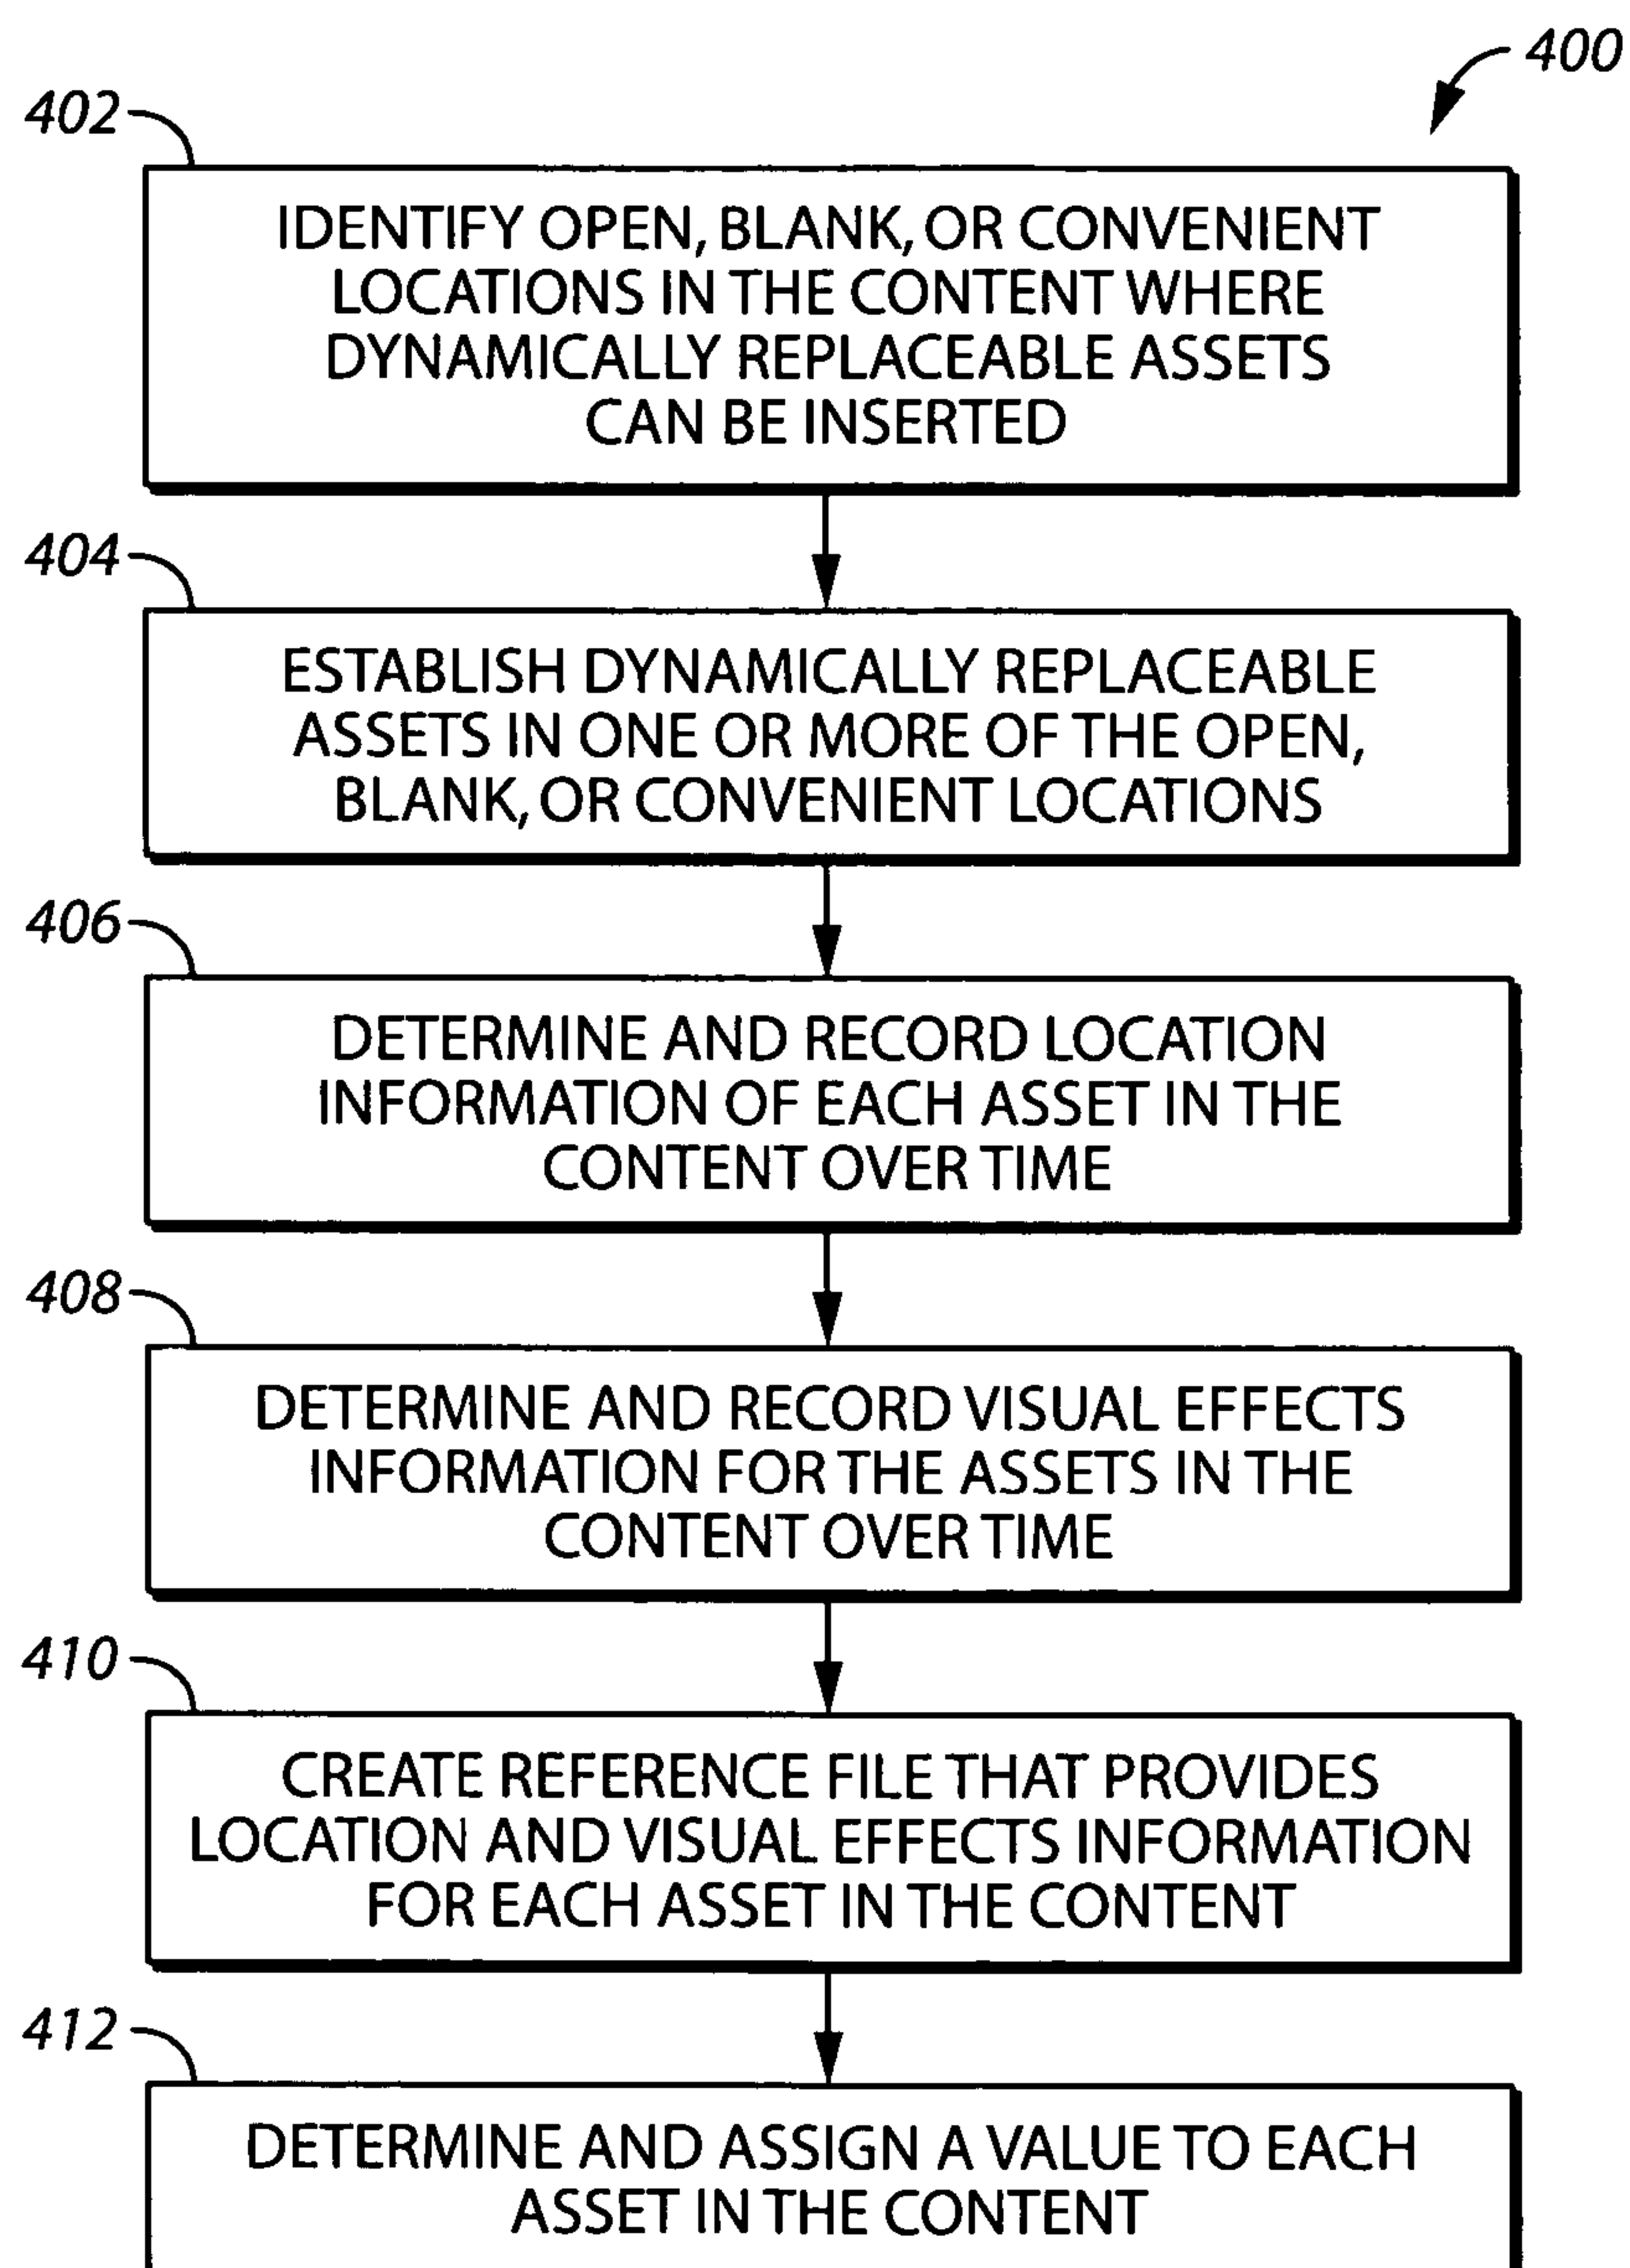 400
402
IDENTIFY OPEN, BLANK, OR CONVENIENT
LOCATIONS IN THE CONTENT WHERE
DYNAMICALLY REPLACEABLE ASSETS
CAN BE INSERTED
404
ESTABLISH DYNAMICALLY REPLACEABLE
ASSETS IN ONE OR MORE OF THE OPEN,
BLANK, OR CONVENIENT LOCATIONS
406
DETERMINE AND RECORD LOCATION
INFORMATION OF EACH ASSET IN THE
CONTENT OVER TIME
408
DETERMINE AND RECORD VISUAL EFFECTS
INFORMATION FOR THE ASSETS IN THE
CONTENT OVER TIME
410
CREATE REFERENCE FILE THAT PROVIDES
LOCATION AND VISUAL EFFECTS INFORMATION
FOR EACH ASSET IN THE CONTENT
412
DETERMINE AND ASSIGN A VALUE TO EACH
ASSET IN THE CONTENT